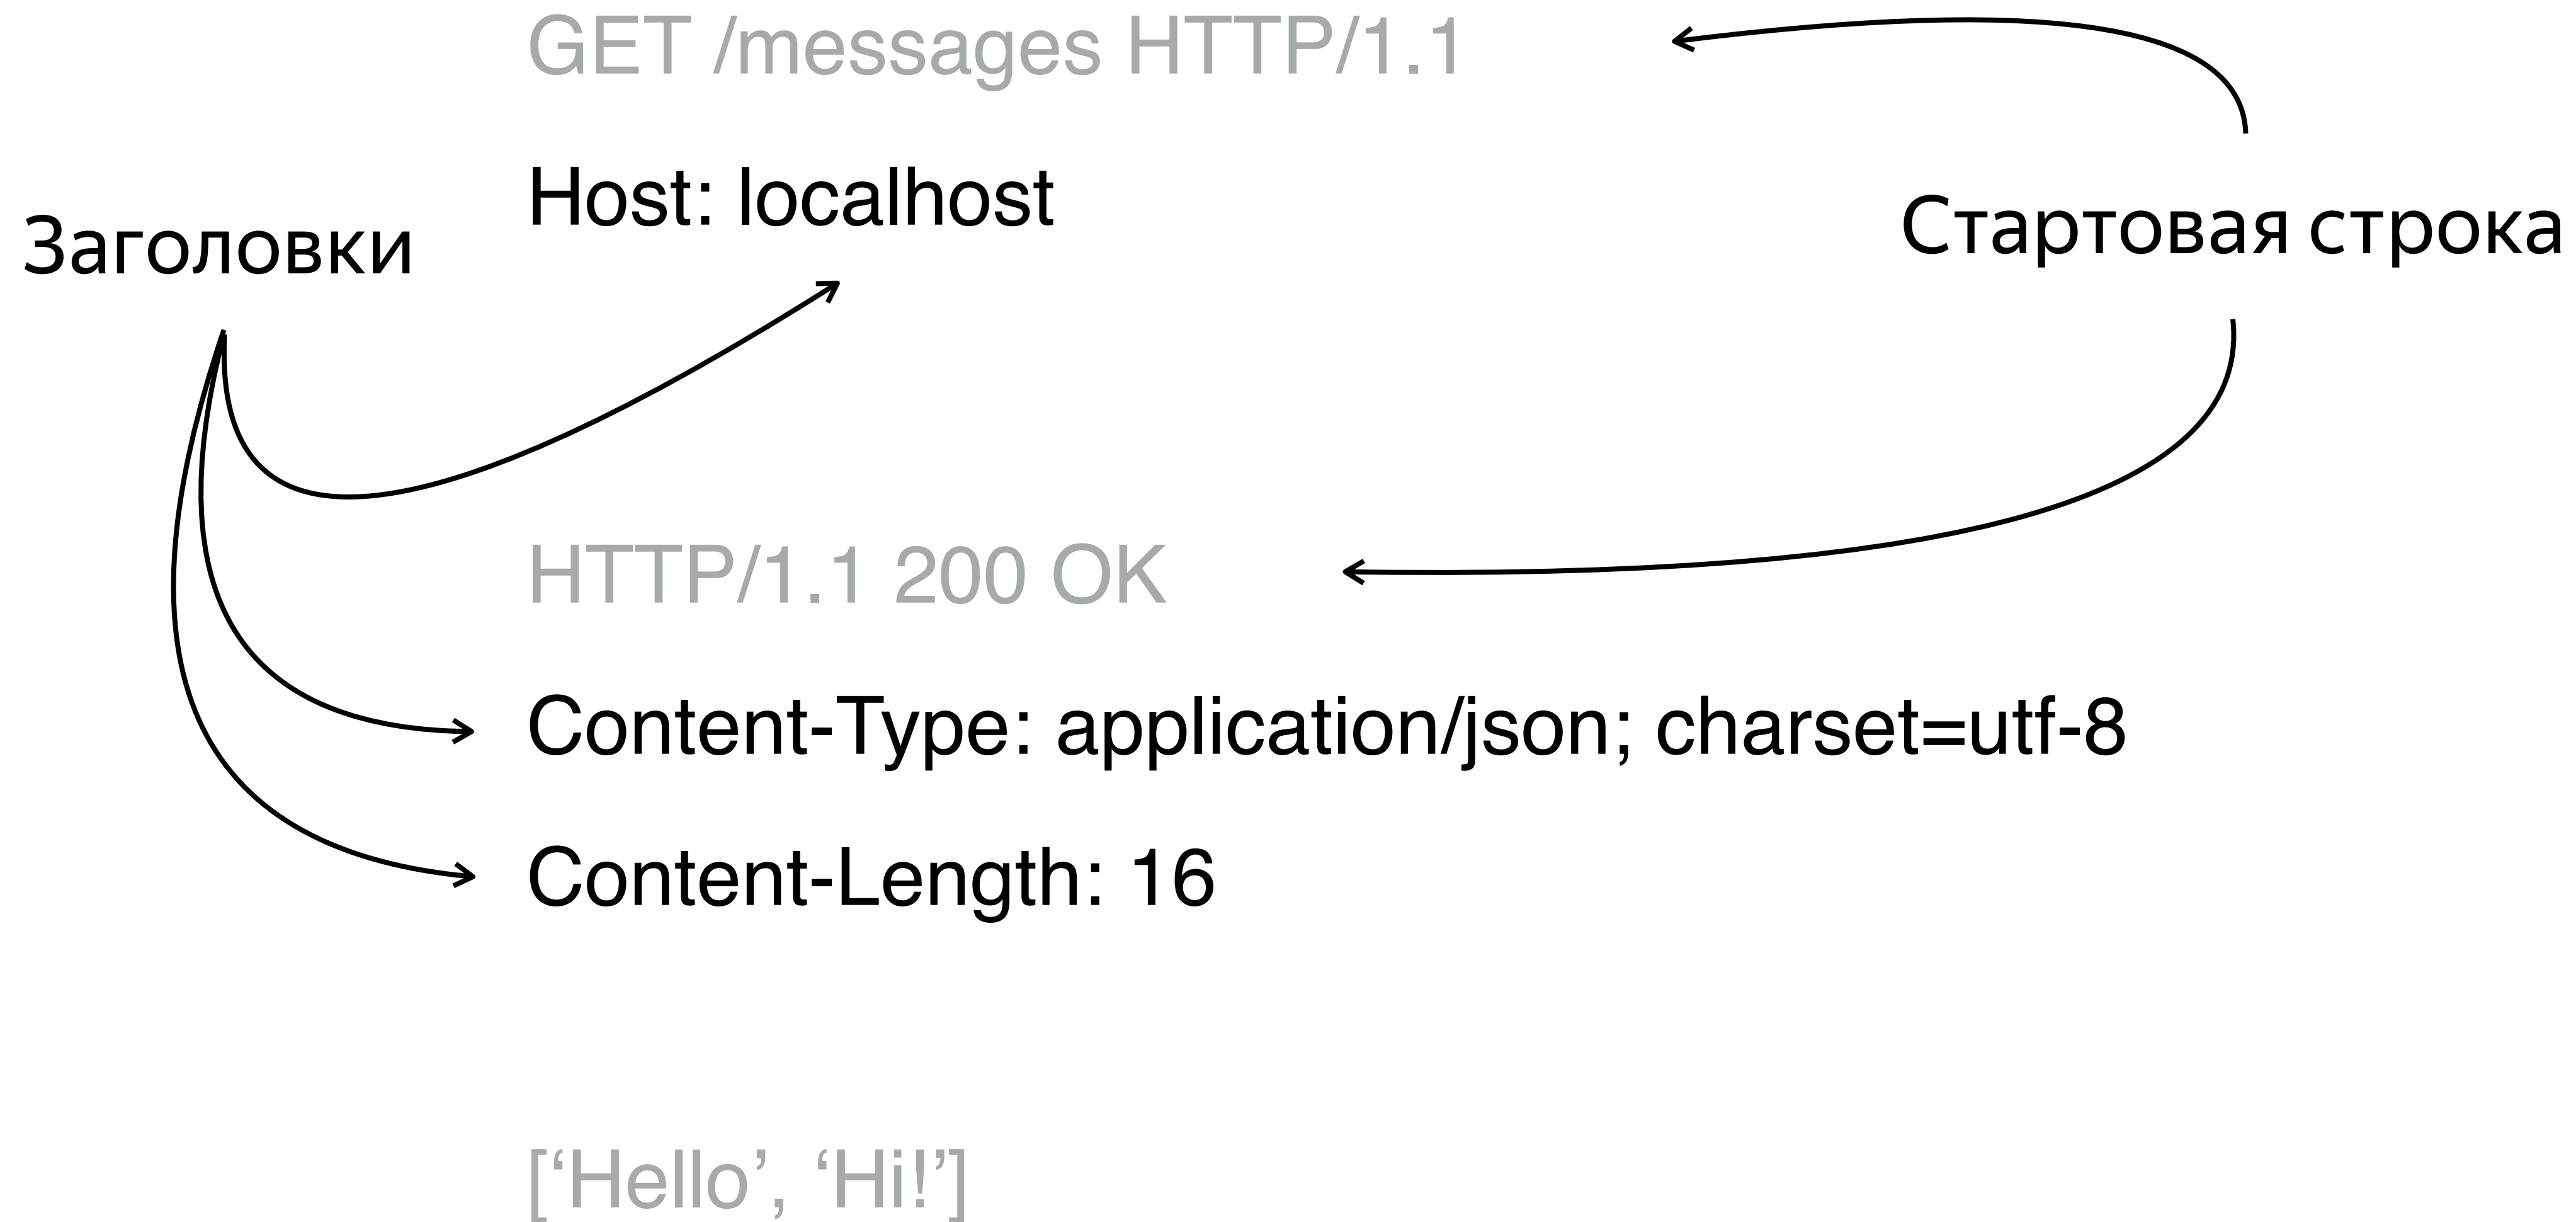 GET /messages HTTP/1.1
Host: localhost
Заголовки
Стартовая строка
HTTP/1.1 200 OK
Content-Type: application/json; charset=utf-8
Content-Length: 16
[‘Hello’, ‘Hi!’]